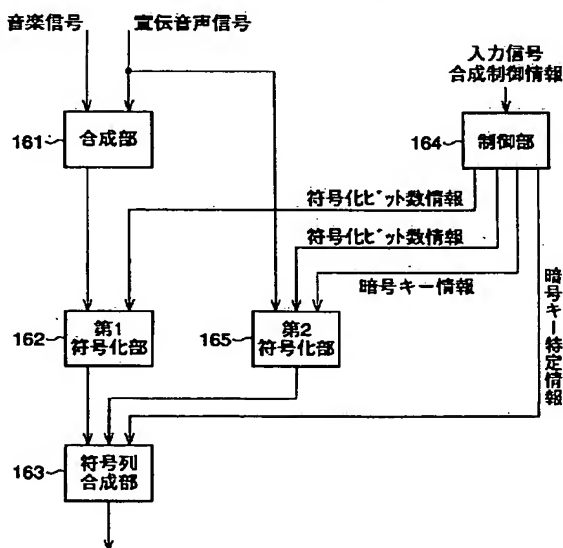 音楽信号
宣伝音声信号
入力信号
合成制御情報
161
合成部
164
制御部
符号化ビット数情報
符号化ビット数情報
暗号キー情報
暗号キー特定情報
162
第1
符号化部
165
第2
符号化部
163
符号列
合成部